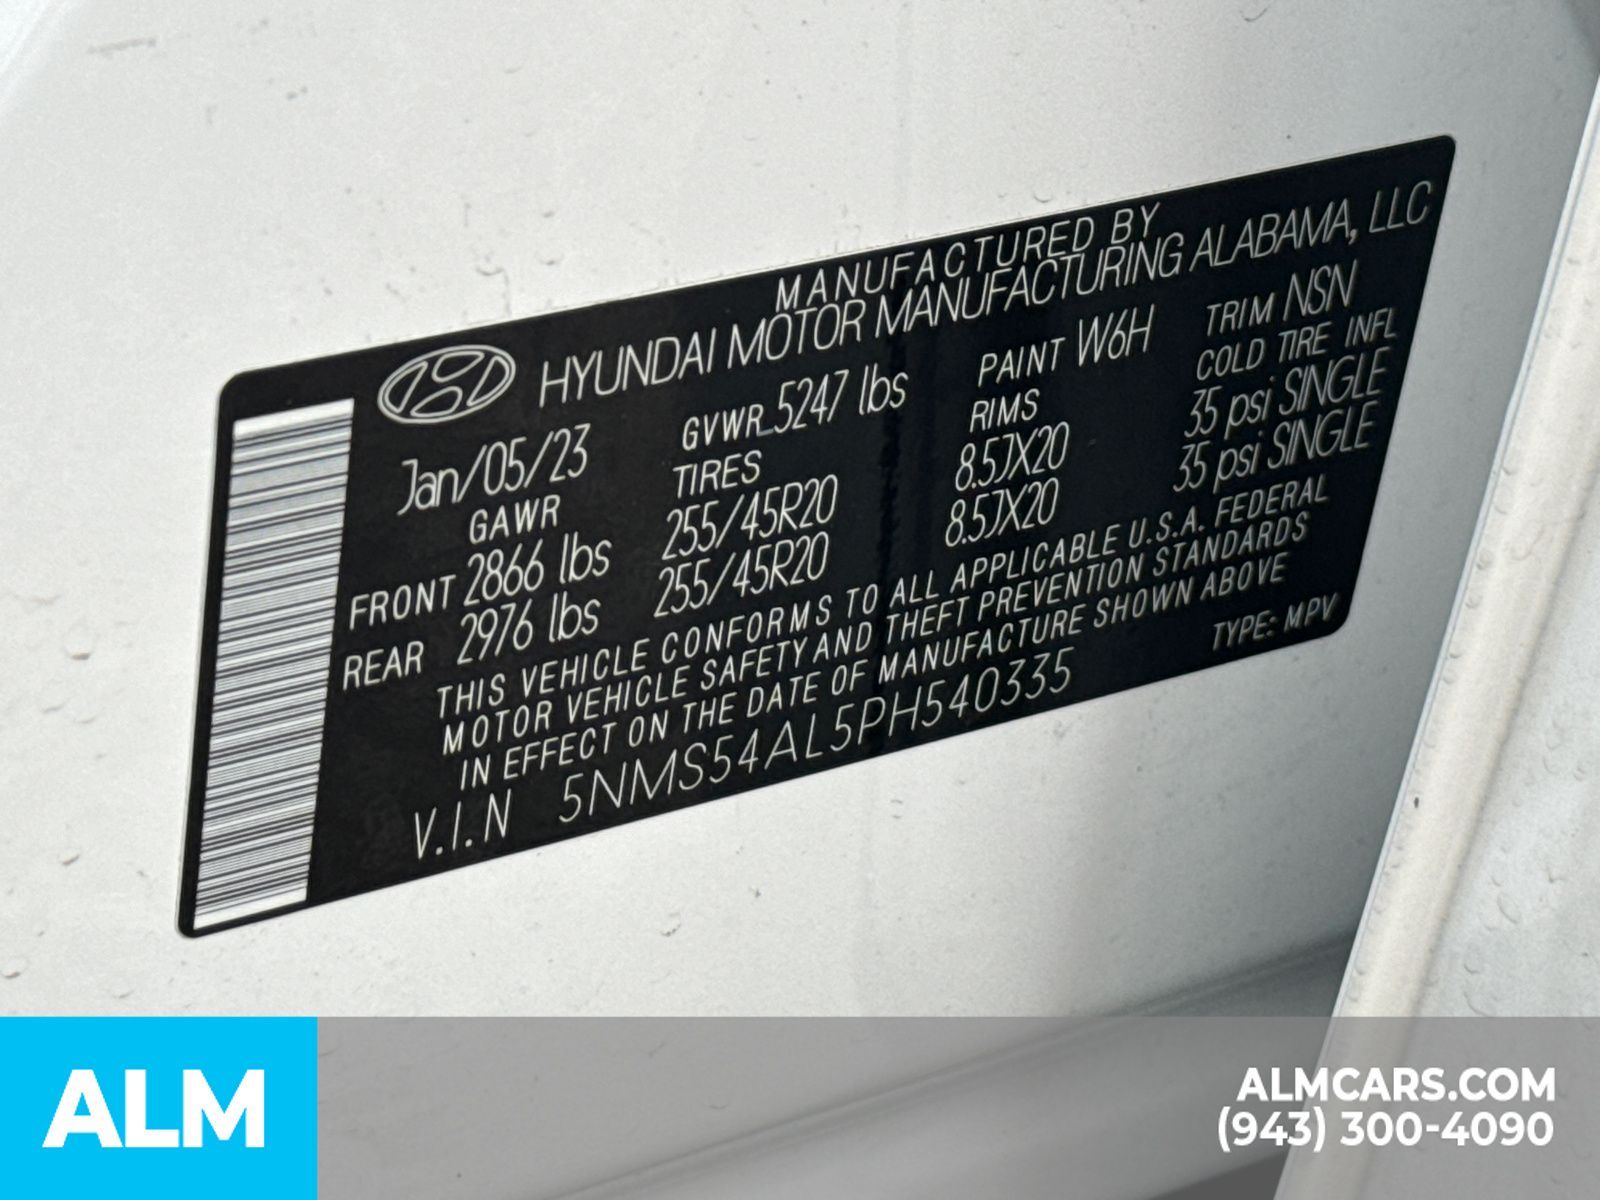 MANUFACTURED BY
HYUNDAI MOTOR MANUFACTURING ALABAMA, LLC
Jan/05/23 GVWR 5247 lbs PAINT W6H TRIM NSN
GAWR TIRES RIMS COLD TIRE INFL
FRONT 2866 lbs 255/45R20 8.5JX20 35 psi SINGLE
REAR 2976 lbs 255/45R20 8.5JX20 35 psi SINGLE
THIS VEHICLE CONFORMS TO ALL APPLICABLE U.S.A. FEDERAL
MOTOR VEHICLE SAFETY AND THEFT PREVENTION STANDARDS
IN EFFECT ON THE DATE OF MANUFACTURE SHOWN ABOVE
V.I.N 5NMS54AL5PH540335 TYPE: MPV
ALM
ALMCARS.COM
(943) 300-4090